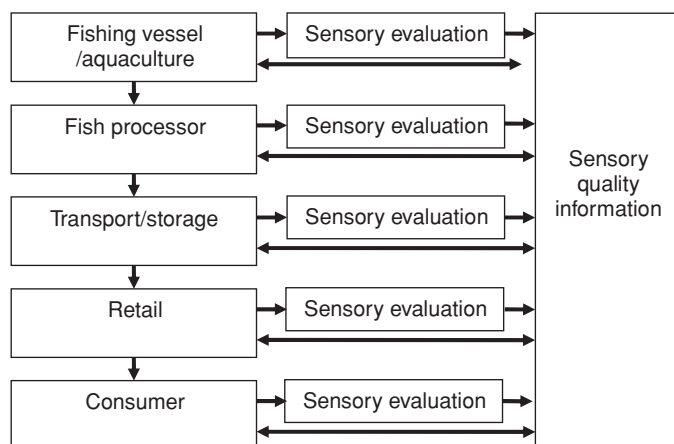 Fishing vessel
/aquaculture
Sensory evaluation
Fish processor
Sensory evaluation
Transport/storage
Sensory evaluation
Retail
Sensory evaluation
Consumer
Sensory evaluation
Sensory
quality
information